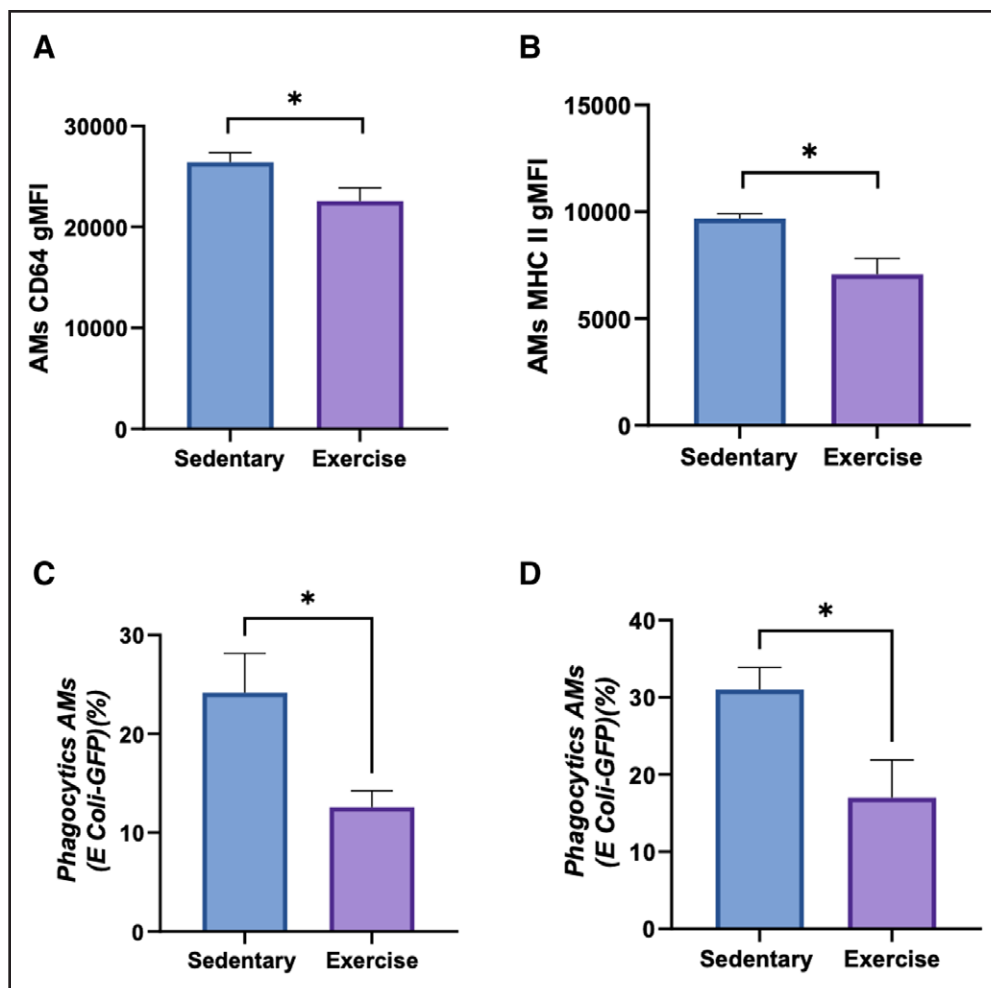 A
*
AMs CD64 gMFI
30000
20000
10000
0
Sedentary Exercise
B
*
AMs MHC II gMFI
15000
10000
5000
0
Sedentary Exercise
C
*
Phagocytics AMs
(E Coli-GFP)(%)
30
20
10
0
Sedentary Exercise
D
*
Phagocytics AMs
(E Coli-GFP)(%)
40
30
20
10
0
Sedentary Exercise